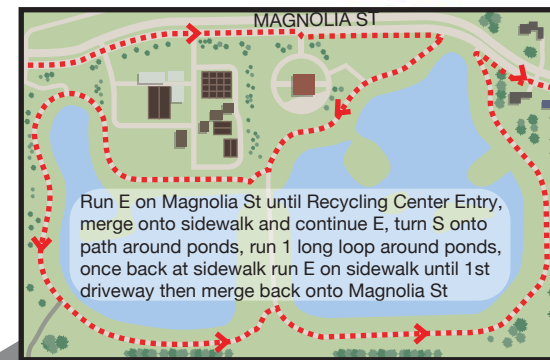 MAGNOLIA ST
Run E on Magnolia St until Recycling Center Entry,
merge onto sidewalk and continue E, turn S onto
path around ponds, run 1 long loop around ponds,
once back at sidewalk run E on sidewalk until 1st
driveway then merge back onto Magnolia St